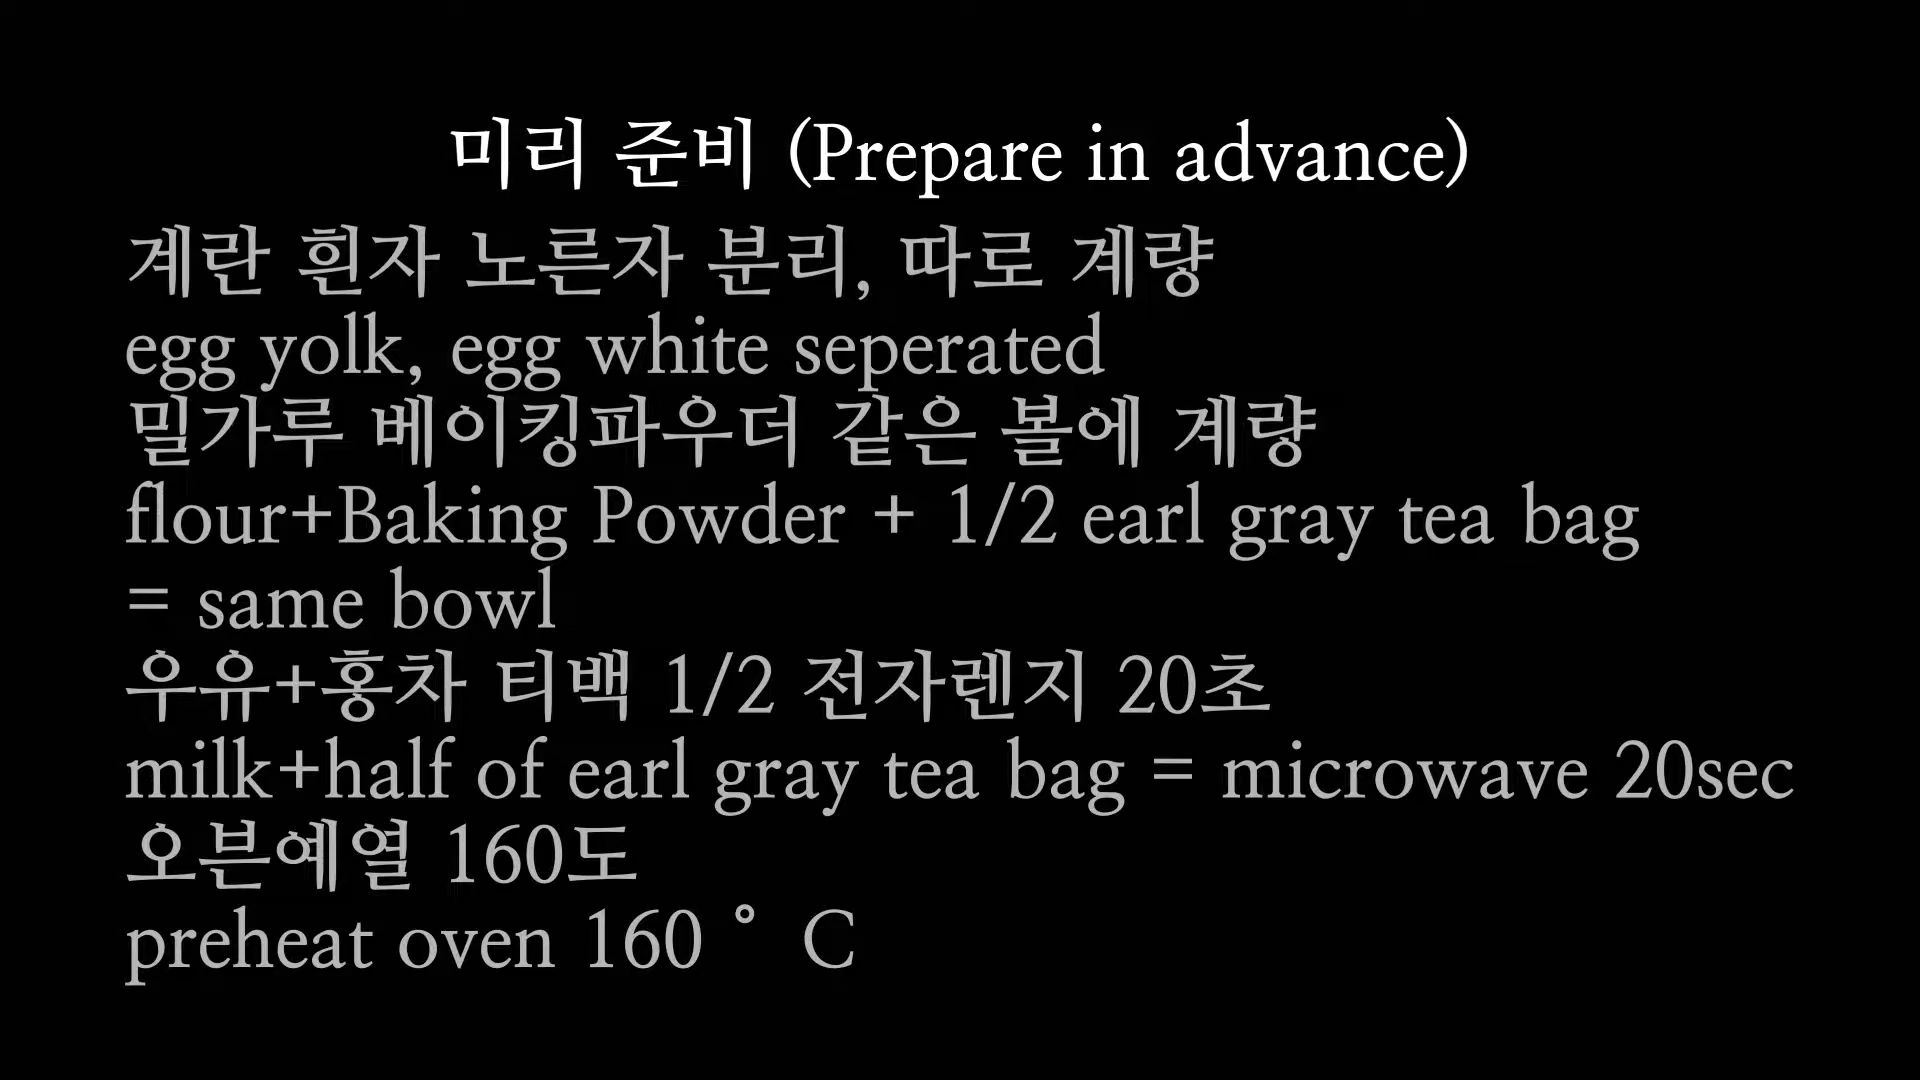 미리 준비 (Prepare in advance)
계란 흰자 노른자 분리, 따로 계량
egg yolk, egg white seperated
밀가루 베이킹파우더 같은 볼에 계량
flour+Baking Powder + 1/2 earl gray tea bag
= same bowl
우유+홍차 티백 1/2 전자렌지 20초
milk+half of earl gray tea bag = microwave 20sec
오븐예열 160도
preheat oven 160 ° C